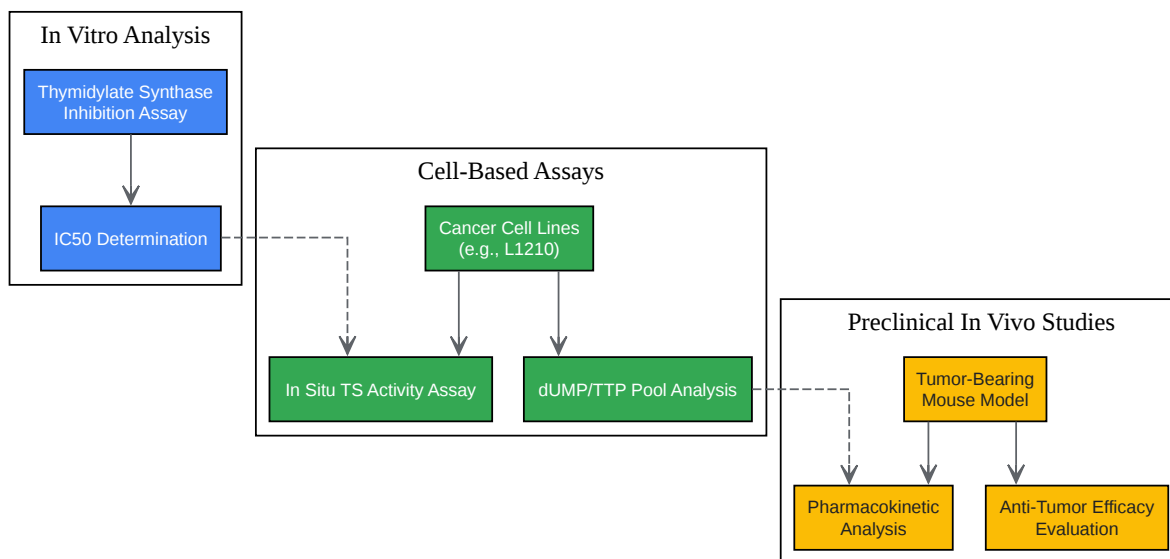 In Vitro Analysis
Thymidylate Synthase
Inhibition Assay
IC50 Determination
Cell-Based Assays
Cancer Cell Lines
(e.g., L1210)
In Situ TS Activity Assay
dUMP/TTP Pool Analysis
Preclinical In Vivo Studies
Tumor-Bearing
Mouse Model
Pharmacokinetic
Analysis
Anti-Tumor Efficacy
Evaluation